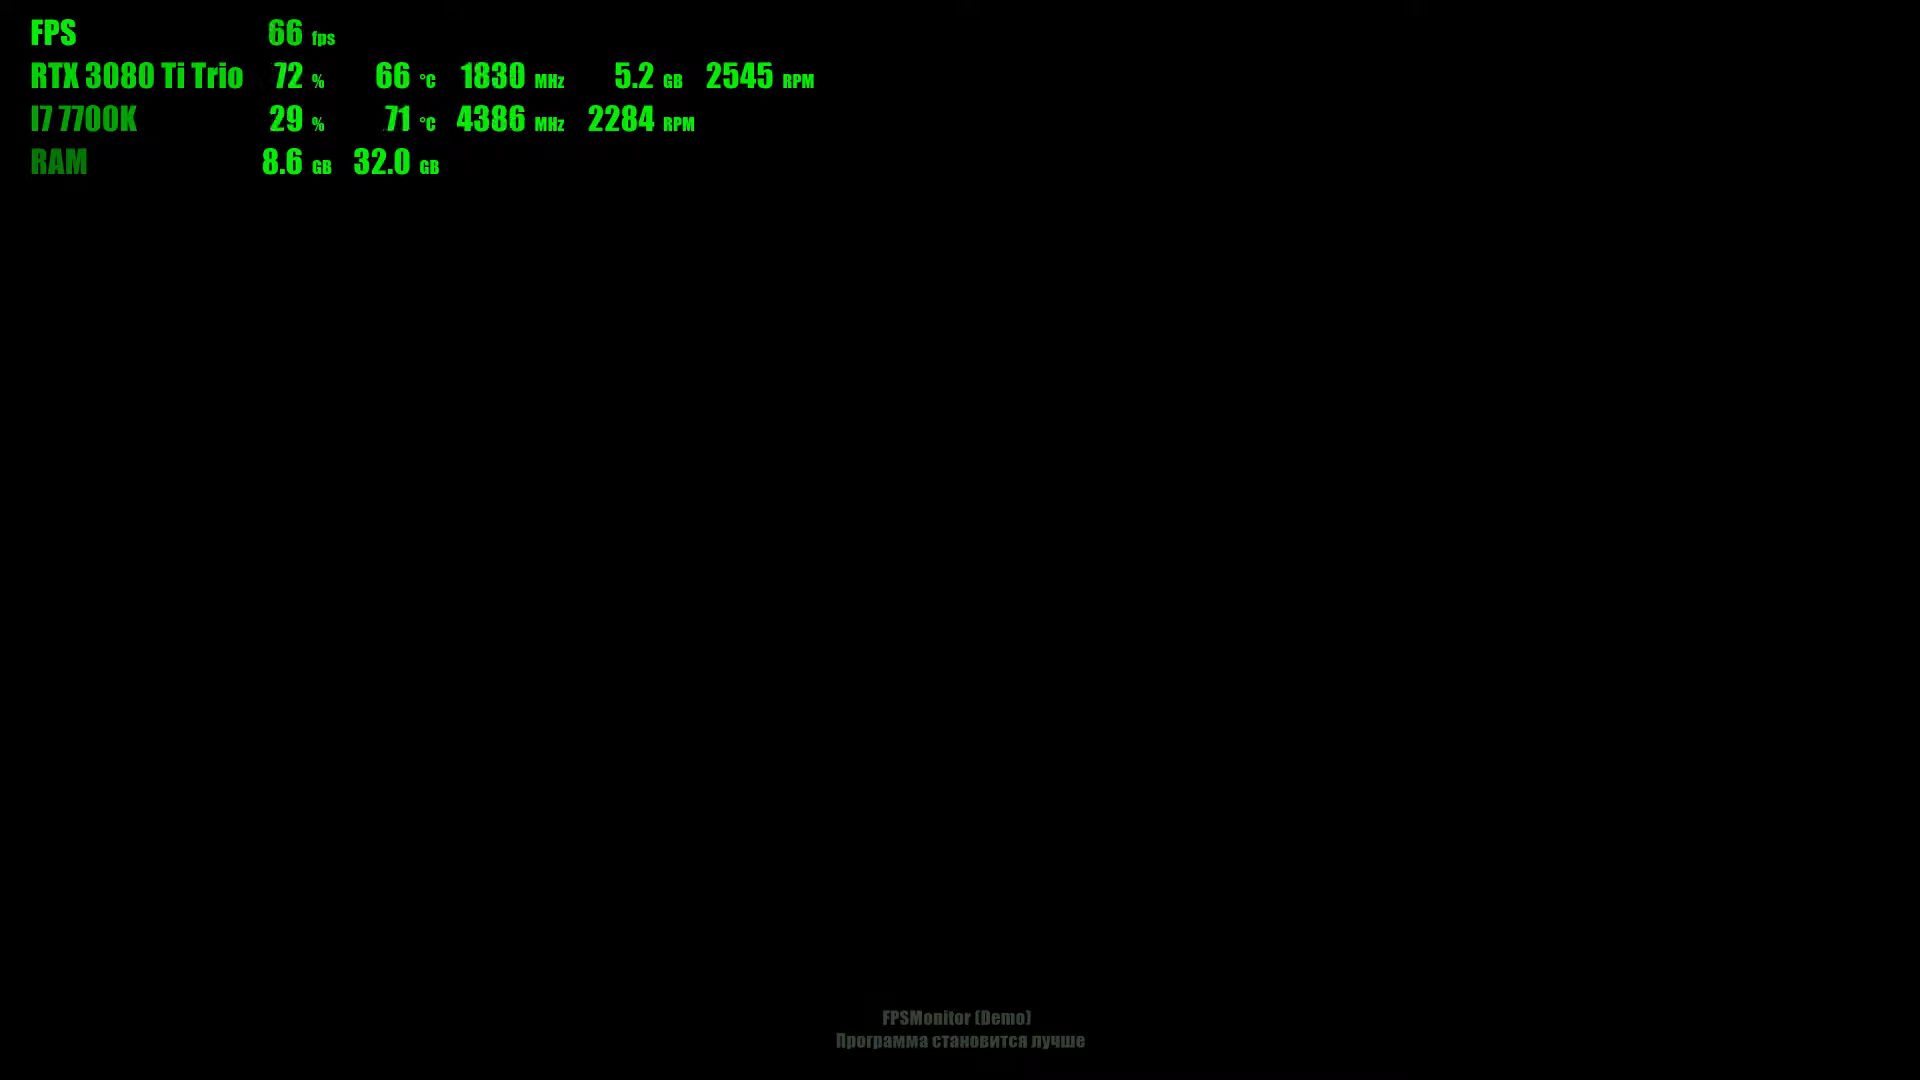 FPS 66 fps
RTX 3080 Ti Trio 72 % 66 °C 1830 MHz 5.2 GB 2545 RPM
I7 7700K 29 % 71 °C 4386 MHz 2284 RPM
RAM 8.6 GB 32.0 GB
FPSMonitor (Demo)
Программа становится лучше